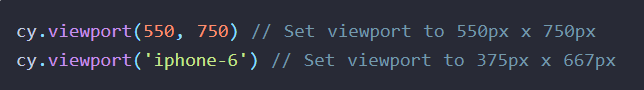 cy.viewport(550, 750) // Set viewport to 550px x 750px
cy.viewport('iphone-6') // Set viewport to 375px x 667px